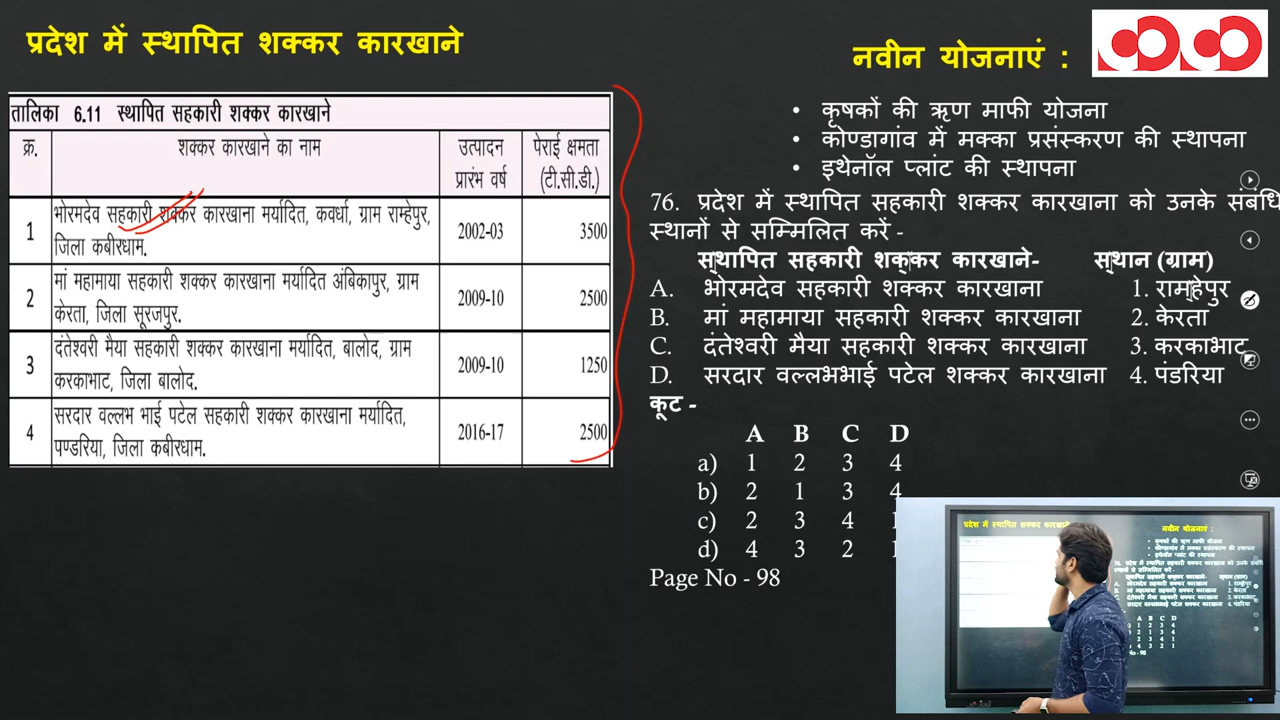 प्रदेश में स्थापित शक्कर कारखाने
तालिका 6.11 स्थापित सहकारी शक्कर कारखाने
क्र. शक्कर कारखाने का नाम उत्पादन प्रारंभ वर्ष पेराई क्षमता (टी.सी.डी.)
1 भोरमदेव सहकारी शक्कर कारखाना मर्यादित, कवर्धा, ग्राम राम्हेपुर,
जिला कबीरधाम. 2002-03 3500
2 मां महामाया सहकारी शक्कर कारखाना मर्यादित अंबिकापुर, ग्राम
केरता, जिला सूरजपुर. 2009-10 2500
3 दंतेश्वरी मैया सहकारी शक्कर कारखाना मर्यादित, बालोद, ग्राम
करकाभाट, जिला बालोद. 2009-10 1250
4 सरदार वल्लभ भाई पटेल सहकारी शक्कर कारखाना मर्यादित,
पण्डरिया, जिला कबीरधाम. 2016-17 2500
नवीन योजनाएं :
• कृषकों की ऋण माफी योजना
• कोण्डागांव में मक्का प्रसंस्करण की स्थापना
• इथेनॉल प्लांट की स्थापना
76. प्रदेश में स्थापित सहकारी शक्कर कारखाना को उनके संबंधि
स्थानों से सम्मिलित करें -
स्थापित सहकारी शक्कर कारखाने- स्थान (ग्राम)
A. भोरमदेव सहकारी शक्कर कारखाना 1. रामहेपुर
B. मां महामाया सहकारी शक्कर कारखाना 2. केरता
C. दंतेश्वरी मैया सहकारी शक्कर कारखाना 3. करकाभाट
D. सरदार वल्लभभाई पटेल शक्कर कारखाना 4. पंडरिया
कूट -
A B C D
a) 1 2 3 4
b) 2 1 3 4
c) 2 3 4 1
d) 4 3 2 1
Page No - 98